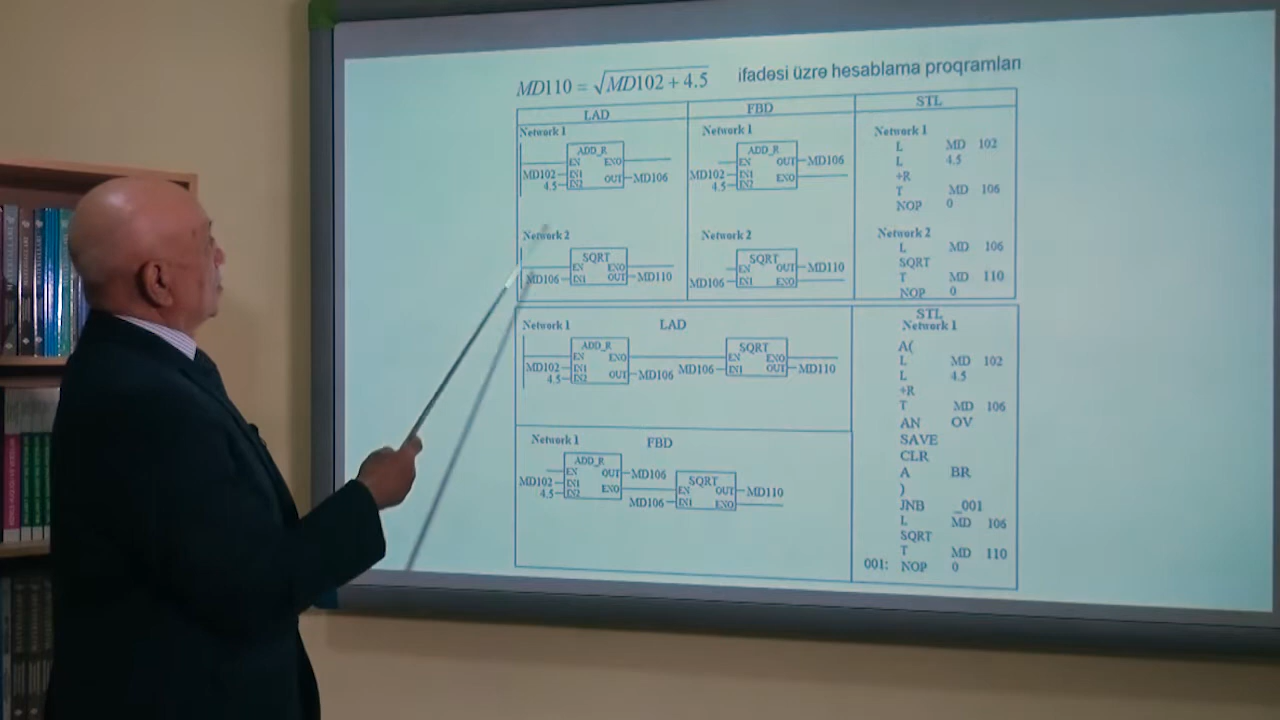 MD110 = √MD102 + 4.5 ifadəsi üzrə hesablama proqramları
LAD
FBD
STL
Network 1
ADD_R
EN ENO
MD102 IN1
4.5 IN2 OUT MD106
Network 1
ADD_R
EN OUT MD106
MD102 IN1 ENO
4.5 IN2
Network 1
L MD 102
L 4.5
+R
T MD 106
NOP 0
Network 2
SQRT
EN ENO
MD106 IN1 OUT MD110
Network 2
SQRT
EN OUT MD110
MD106 IN1 ENO
Network 2
L MD 106
SQRT
T MD 110
NOP 0
Network 1 LAD
ADD_R
EN ENO
MD102 IN1
4.5 IN2 OUT MD106
SQRT
EN ENO
MD106 IN1 OUT MD110
Network 1 FBD
ADD_R
EN OUT MD106
MD102 IN1 ENO
4.5 IN2
SQRT
EN OUT MD110
MD106 IN1 ENO
STL
Network 1
A(
L MD 102
L 4.5
+R
T MD 106
AN OV
SAVE
CLR
A BR
)
JNB _001
L MD 106
SQRT
T MD 110
001: NOP 0